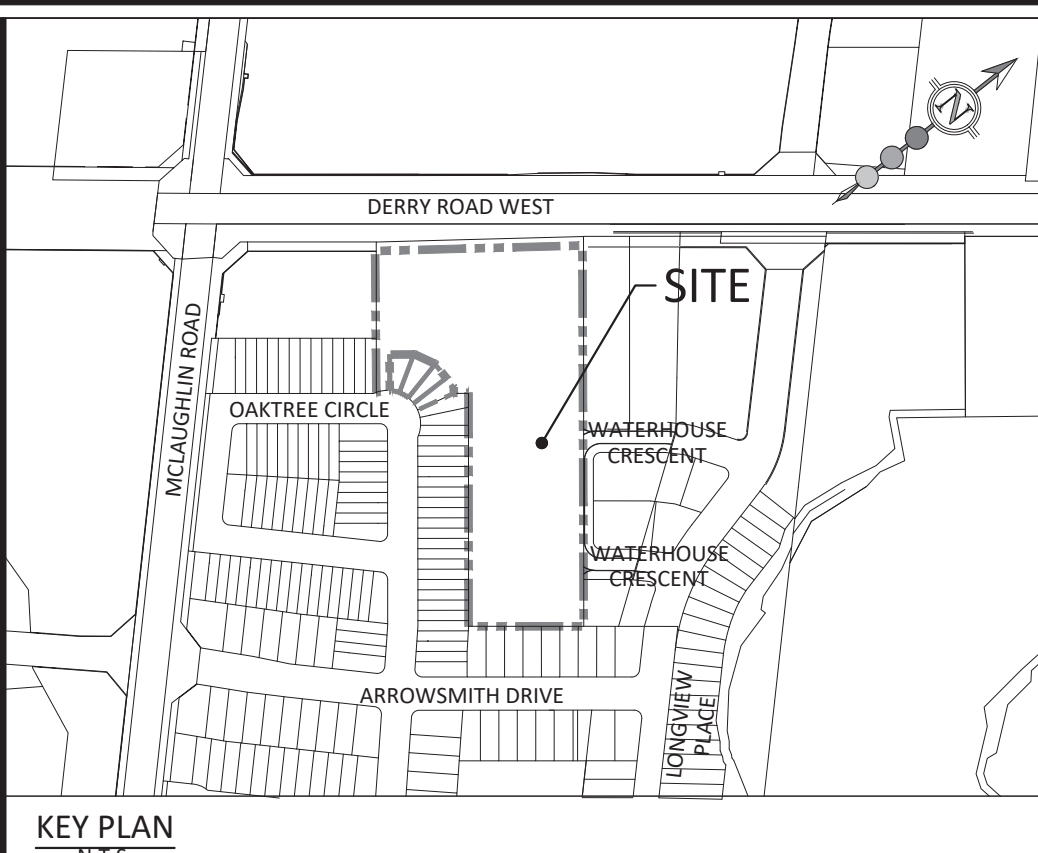 N
DERRY ROAD WEST
SITE
MCLAUGHLIN ROAD
OAKTREE CIRCLE
WATERHOUSE
CRESCENT
WATERHOUSE
CRESCENT
ARROWSMITH DRIVE
LONGVIEW
PLACE
KEY PLAN
N.T.S.